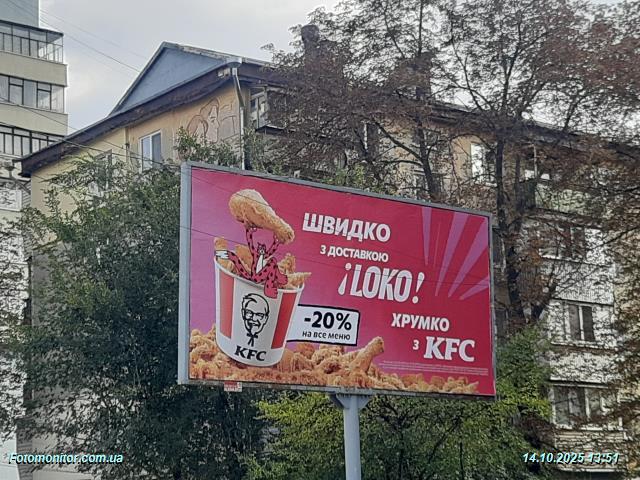 ШВИДКО
З ДОСТАВКОЮ
¡LOKO!
-20%
на все меню
ХРУМКО
З KFC
KFC
Fotomonitor.com.ua
14.10.2025 13:51